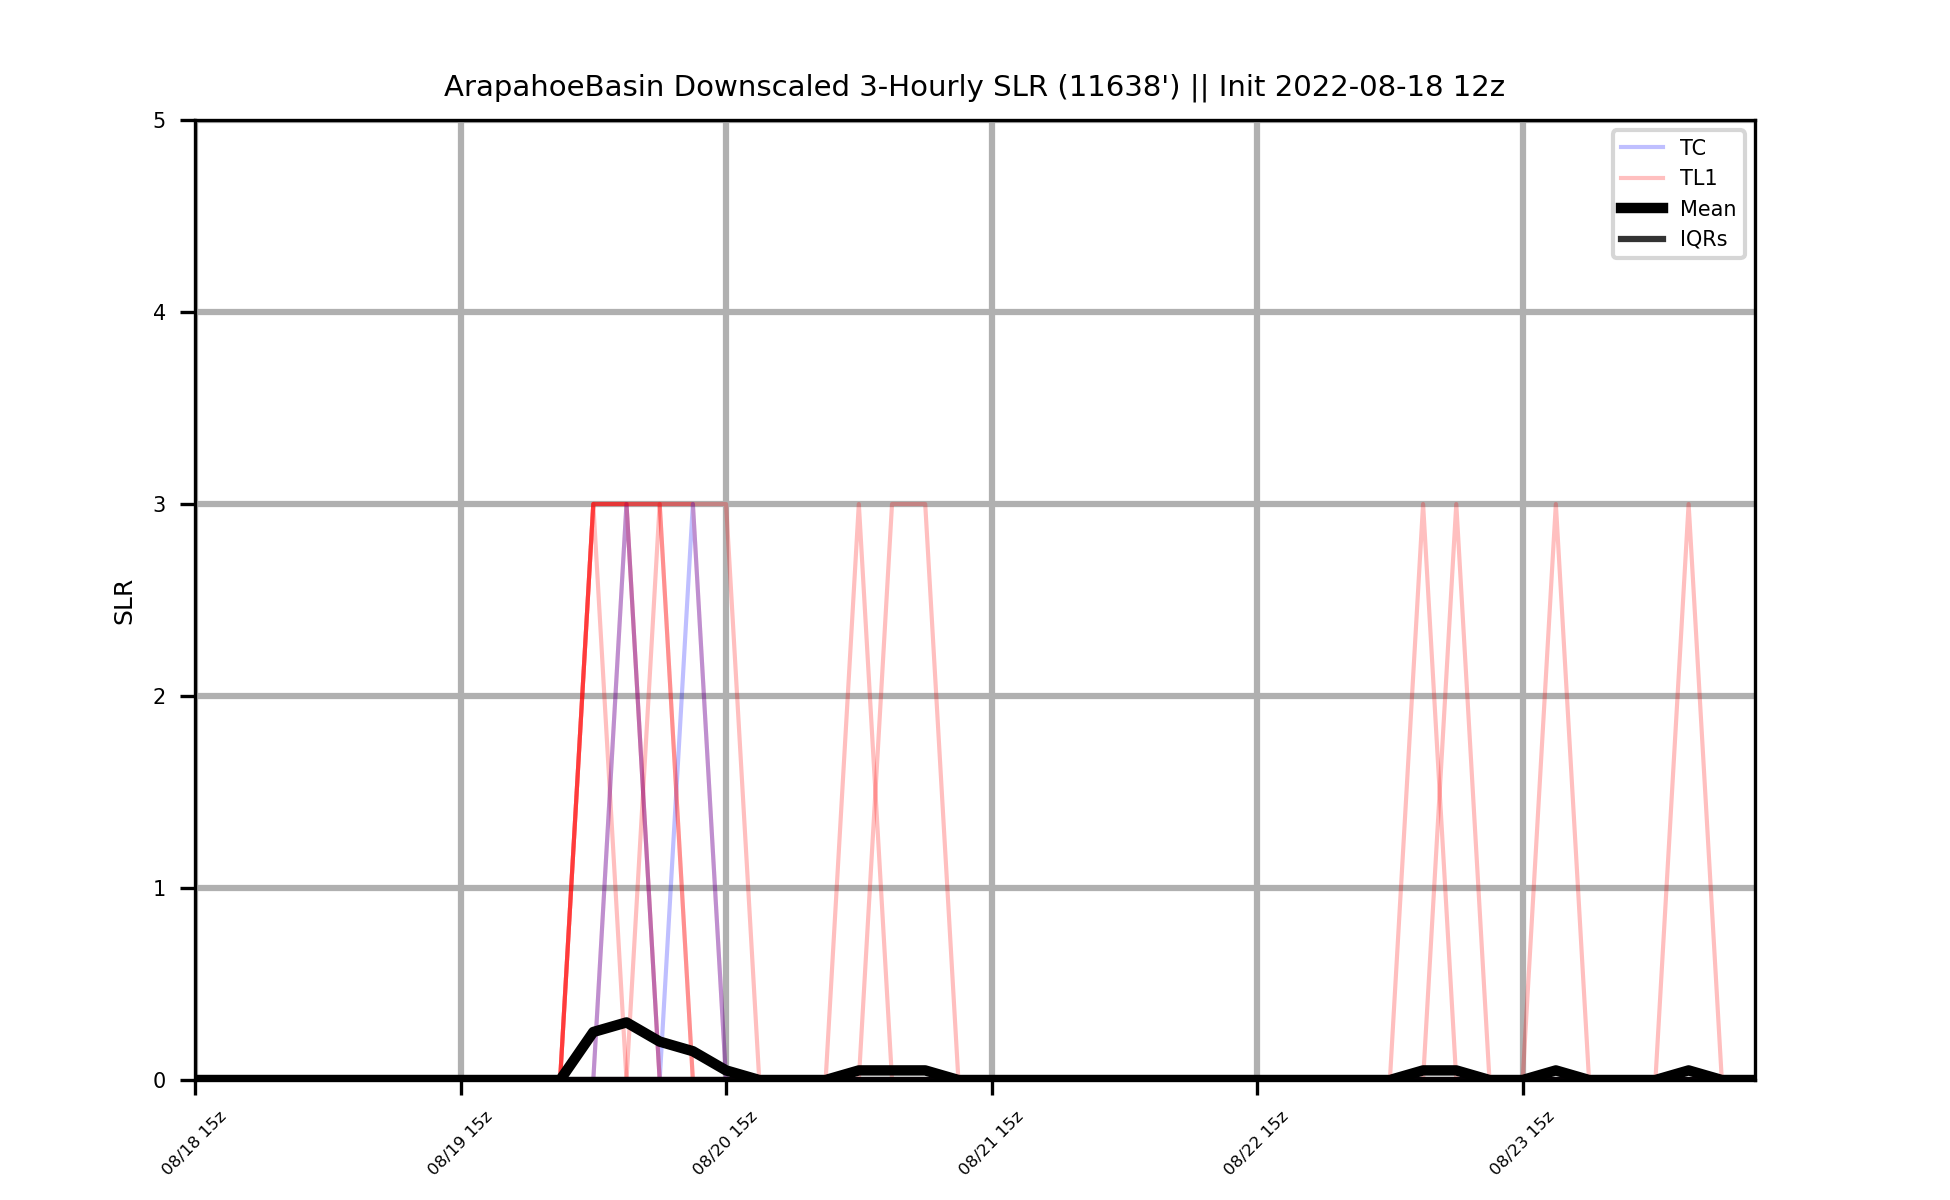 ArapahoeBasin Downscaled 3-Hourly SLR (11638') || Init 2022-08-18 12z
TC
TL1
Mean
IQRs
5
4
3
2
1
0
SLR
08/18 15z
08/19 15z
08/20 15z
08/21 15z
08/22 15z
08/23 15z